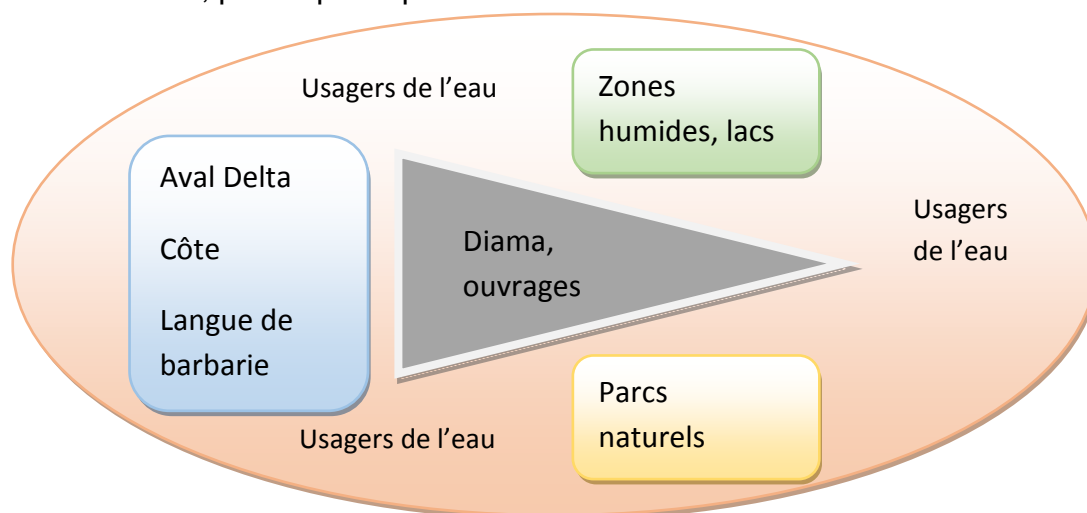 Usagers de l’eau
Zones
humides, lacs
Aval Delta
Côte
Langue de
barbarie
Diama,
ouvrages
Usagers
de l’eau
Parcs
naturels
Usagers de l’eau